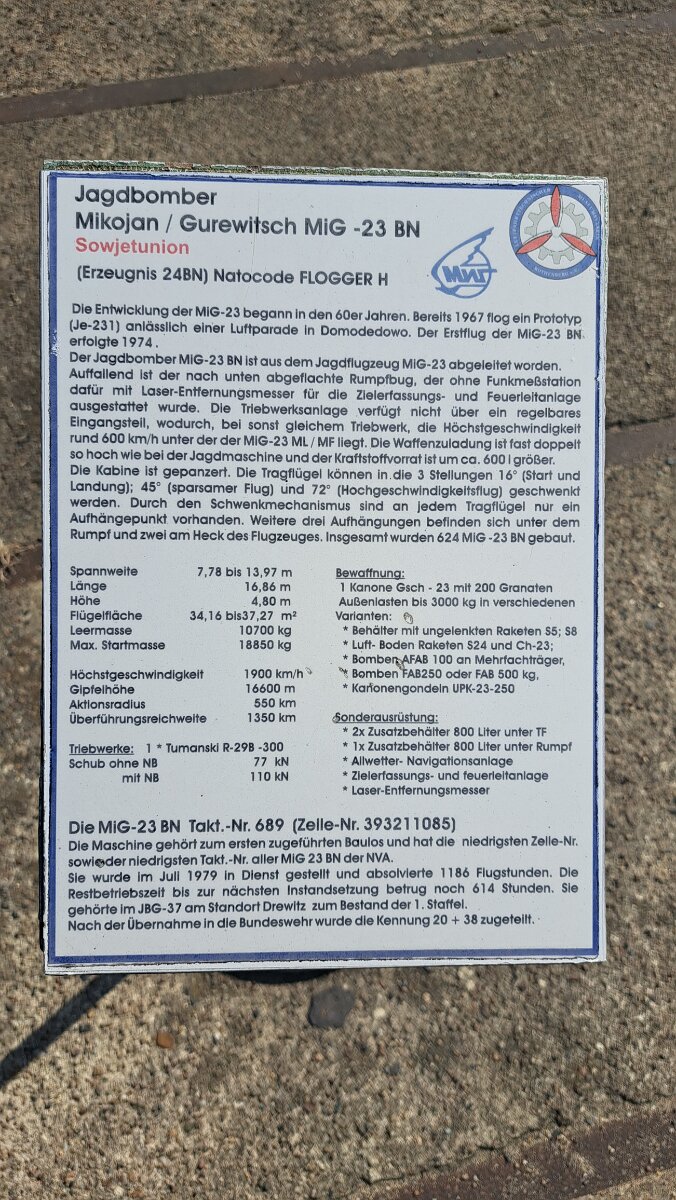 Jagdbomber
Mikojan / Gurewitsch MiG -23 BN
Sowjetunion
(Erzeugnis 24BN) Natocode FLOGGER H
МиГ
Die Entwicklung der MiG-23 begann in den 60er Jahren. Bereits 1967 flog ein Prototyp
(Je-231) anlässlich einer Luftparade in Domodedowo. Der Erstflug der MiG-23 BN
erfolgte 1974 .
Der Jagdbomber MiG-23 BN ist aus dem Jagdflugzeug MiG-23 abgeleitet worden.
Auffallend ist der nach unten abgeflachte Rumpfbug, der ohne Funkmeßstation
dafür mit Laser-Entfernungsmesser für die Zielerfassungs- und Feuerleitanlage
ausgestattet wurde. Die Triebwerksanlage verfügt nicht über ein regelbares
Eingangsteil, wodurch, bei sonst gleichem Triebwerk, die Höchstgeschwindigkeit
rund 600 km/h unter der der MiG-23 ML / MF liegt. Die Waffenzuladung ist fast doppelt
so hoch wie bei der Jagdmaschine und der Kraftstoffvorrat ist um ca. 600 l größer.
Die Kabine ist gepanzert. Die Tragflügel können in die 3 Stellungen 16° (Start und
Landung); 45° (sparsamer Flug) und 72° (Hochgeschwindigkeitsflug) geschwenkt
werden. Durch den Schwenkmechanismus sind an jedem Tragflügel nur ein
Aufhängepunkt vorhanden. Weitere drei Aufhängungen befinden sich unter dem
Rumpf und zwei am Heck des Flugzeuges. Insgesamt wurden 624 MiG -23 BN gebaut.
Spannweite 7,78 bis 13,97 m
Länge 16,86 m
Höhe 4,80 m
Flügelfläche 34,16 bis37,27 m²
Leermasse 10700 kg
Max. Startmasse 18850 kg
Höchstgeschwindigkeit 1900 km/h
Gipfelhöhe 16600 m
Aktionsradius 550 km
Überführungsreichweite 1350 km
Triebwerke: 1 * Tumanski R-29B -300
Schub ohne NB 77 kN
mit NB 110 kN
Bewaffnung:
1 Kanone Gsch - 23 mit 200 Granaten
Außenlasten bis 3000 kg in verschiedenen
Varianten:
* Behälter mit ungelenkten Raketen S5; S8
* Luft- Boden Raketen S24 und Ch-23;
* Bomben AFAB 100 an Mehrfachträger,
* Bomben FAB250 oder FAB 500 kg,
* Kanonengondeln UPK-23-250
Sonderausrüstung:
* 2x Zusatzbehälter 800 Liter unter TF
* 1x Zusatzbehälter 800 Liter unter Rumpf
* Allwetter- Navigationsanlage
* Zielerfassungs- und feuerleitanlage
* Laser-Entfernungsmesser
Die MiG-23 BN Takt.-Nr. 689 (Zelle-Nr. 393211085)
Die Maschine gehört zum ersten zugeführten Baulos und hat die niedrigsten Zelle-Nr.
sowie der niedrigsten Takt.-Nr. aller MiG 23 BN der NVA.
Sie wurde im Juli 1979 in Dienst gestellt und absolvierte 1186 Flugstunden. Die
Restbetriebszeit bis zur nächsten Instandsetzung betrug noch 614 Stunden. Sie
gehörte im JBG-37 am Standort Drewitz zum Bestand der 1. Staffel.
Nach der Übernahme in die Bundeswehr wurde die Kennung 20 + 38 zugeteilt.